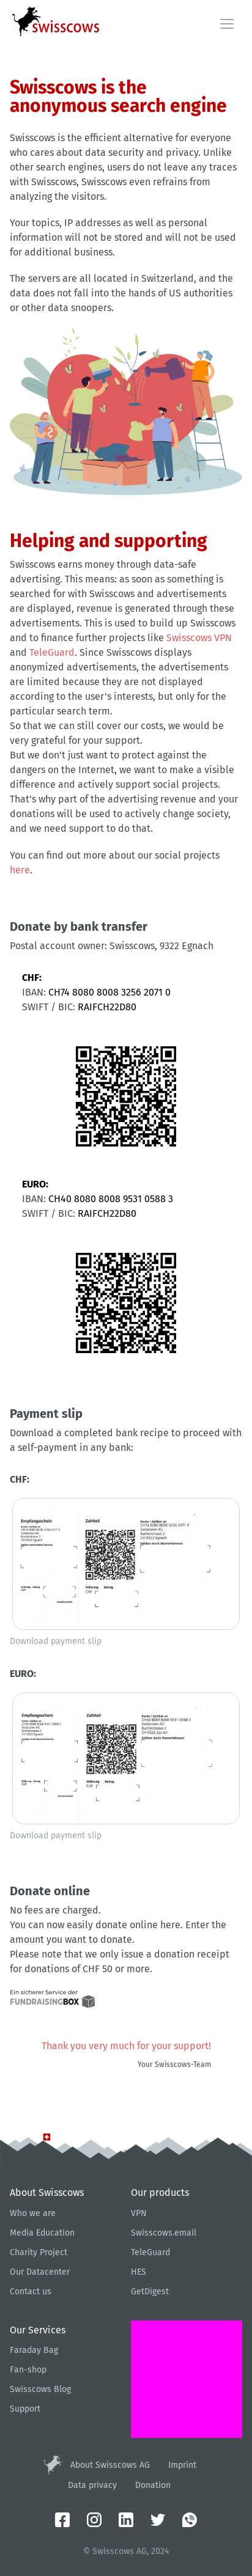 swisscows
Swisscows is the
anonymous search engine
Swisscows is the efficient alternative for everyone
who cares about data security and privacy. Unlike
other search engines, users do not leave any traces
with Swisscows, Swisscows even refrains from
analyzing the visitors.
Your topics, IP addresses as well as personal
information will not be stored and will not be used
for additional business.
The servers are all located in Switzerland, and the
data does not fall into the hands of US authorities
or other data snoopers.
Helping and supporting
Swisscows earns money through data-safe
advertising. This means: as soon as something is
searched for with Swisscows and advertisements
are displayed, revenue is generated through these
advertisements. This is used to build up Swisscows
and to finance further projects like Swisscows VPN
and TeleGuard. Since Swisscows displays
anonymized advertisements, the advertisements
are limited because they are not displayed
according to the user's interests, but only for the
particular search term.
So that we can still cover our costs, we would be
very grateful for your support.
But we don't just want to protect against the
dangers on the Internet, we want to make a visible
difference and actively support social projects.
That's why part of the advertising revenue and your
donations will be used to actively change society,
and we need your support to do that.
You can find out more about our social projects
here.
Donate by bank transfer
Postal account owner: Swisscows, 9322 Egnach
CHF:
IBAN: CH74 8080 8008 3256 2071 0
SWIFT / BIC: RAIFCH22D80
EURO:
IBAN: CH40 8080 8008 9531 0588 3
SWIFT / BIC: RAIFCH22D80
Payment slip
Download a completed bank recipe to proceed with
a self-payment in any bank:
CHF:
Empfangsschein
Zahlteil
Download payment slip
EURO:
Empfangsschein
Zahlteil
Download payment slip
Donate online
No fees are charged.
You can now easily donate online here. Enter the
amount you want to donate.
Please note that we only issue a donation receipt
for donations of CHF 50 or more.
Ein sicherer Service der
FUNDRAISINGBOX
Thank you very much for your support!
Your Swisscows-Team
About Swisscows
Who we are
Media Education
Charity Project
Our Datacenter
Contact us
Our products
VPN
Swisscows.email
TeleGuard
HES
GetDigest
Our Services
Faraday Bag
Fan-shop
Swisscows Blog
Support
About Swisscows AG
Imprint
Data privacy
Donation
© Swisscows AG, 2024